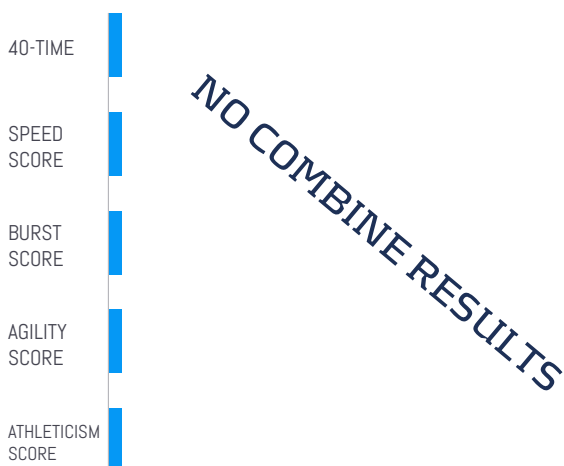 40-TIME
SPEED
SCORE
BURST
SCORE
AGILITY
SCORE
ATHLETICISM
SCORE
NO COMBINE RESULTS